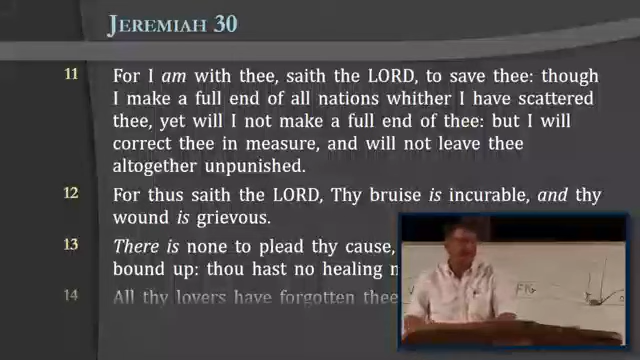 JEREMIAH 30
11 For I am with thee, saith the LORD, to save thee: though
I make a full end of all nations whither I have scattered
thee, yet will I not make a full end of thee: but I will
correct thee in measure, and will not leave thee
altogether unpunished.
12 For thus saith the LORD, Thy bruise is incurable, and thy
wound is grievous.
13 There is none to plead thy cause,
bound up: thou hast no healing
14 All thy lovers have forgotten thee
FIG